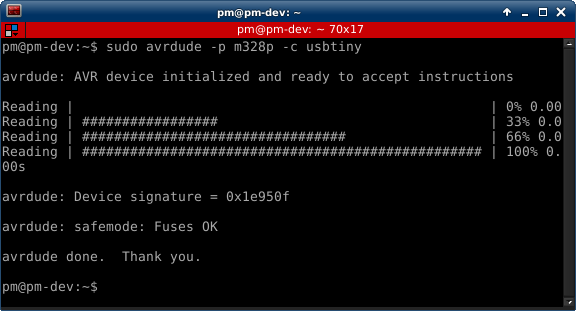 pm@pm-dev: ~
pm@pm-dev: ~ 70x17
pm@pm-dev:~$ sudo avrdude -p m328p -c usbtiny
avrdude: AVR device initialized and ready to accept instructions
Reading |                                                    | 0% 0.00
Reading | #################                                  | 33% 0.0
Reading | #################################                  | 66% 0.0
Reading | ################################################## | 100% 0.
00s
avrdude: Device signature = 0x1e950f
avrdude: safemode: Fuses OK
avrdude done.  Thank you.
pm@pm-dev:~$